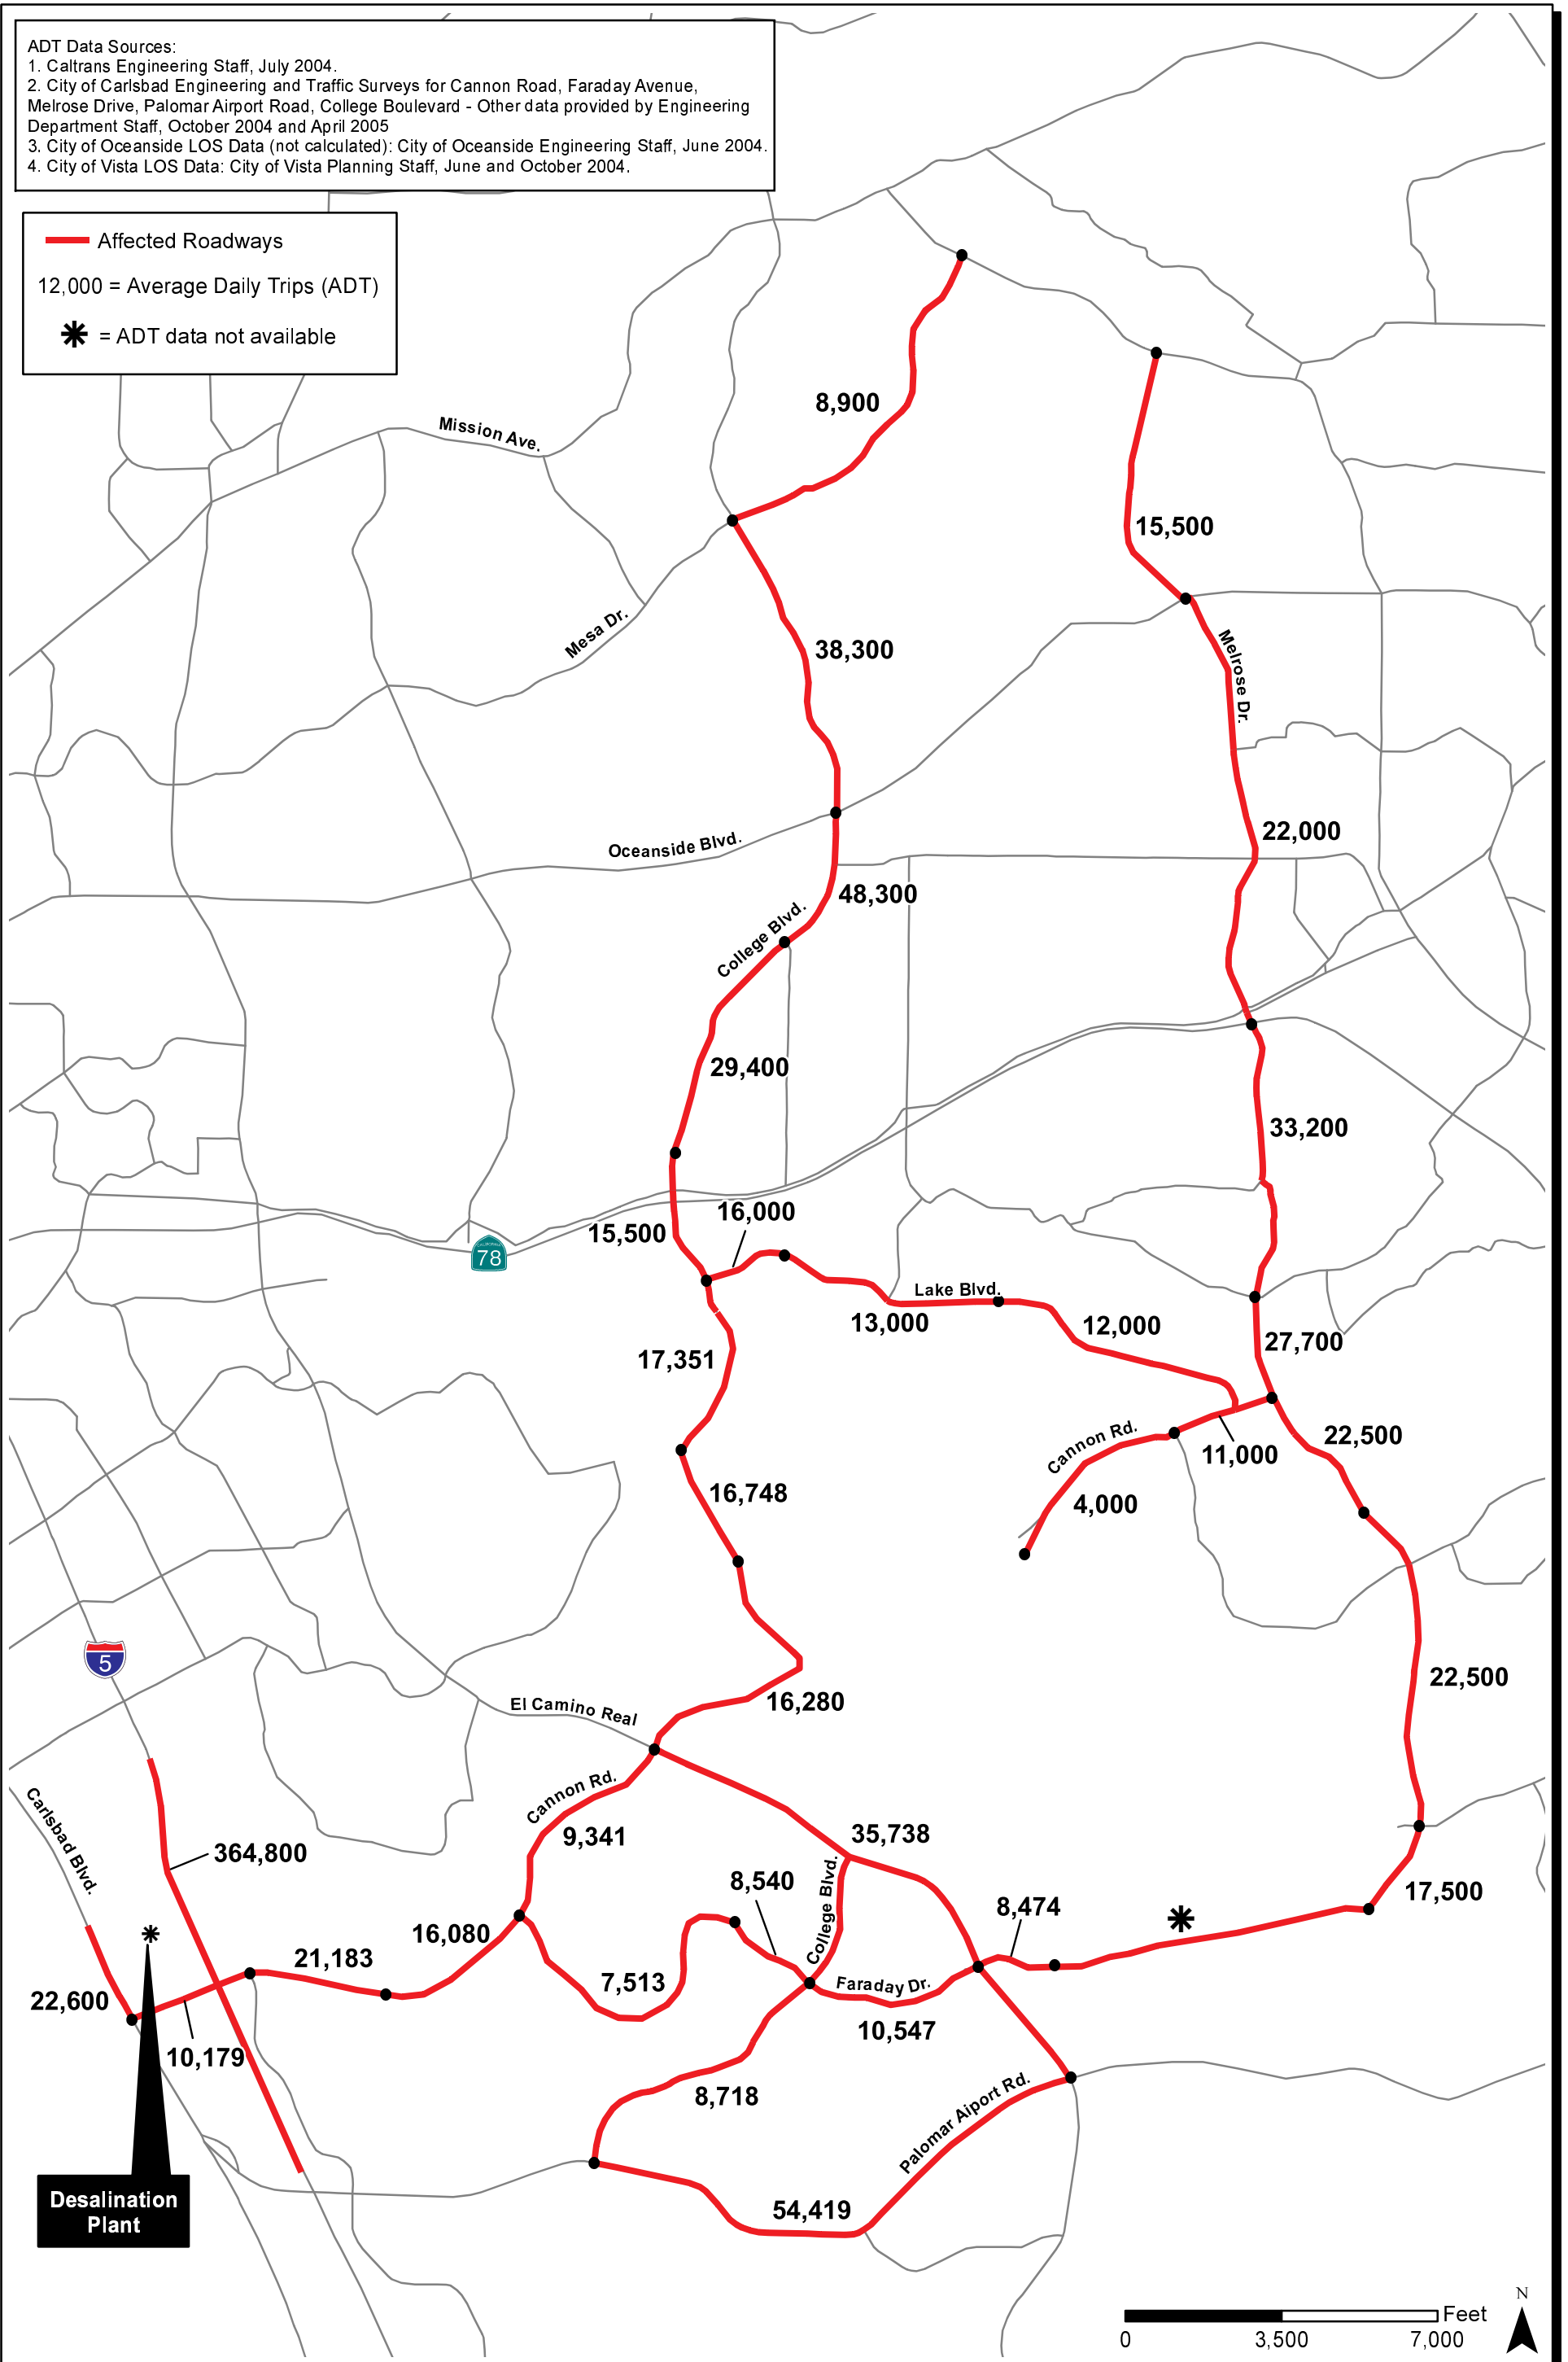 ADT Data Sources:
1. Caltrans Engineering Staff, July 2004.
2. City of Carlsbad Engineering and Traffic Surveys for Cannon Road, Faraday Avenue,
Melrose Drive, Palomar Airport Road, College Boulevard - Other data provided by Engineering
Department Staff, October 2004 and April 2005
3. City of Oceanside LOS Data (not calculated): City of Oceanside Engineering Staff, June 2004.
4. City of Vista LOS Data: City of Vista Planning Staff, June and October 2004.
Affected Roadways
12,000 = Average Daily Trips (ADT)
✱ = ADT data not available
8,900
Mission Ave.
15,500
Mesa Dr.
38,300
Melrose Dr.
22,000
Oceanside Blvd.
48,300
College Blvd.
29,400
33,200
16,000
15,500
CALIFORNIA
78
Lake Blvd.
13,000
12,000
27,700
17,351
Cannon Rd.
22,500
11,000
16,748
4,000
5
22,500
16,280
El Camino Real
Cannon Rd.
Carlsbad Blvd.
9,341
35,738
364,800
8,540
College Blvd.
8,474
17,500
✱
✱
16,080
21,183
7,513
Faraday Dr.
22,600
10,547
10,179
8,718
Palomar Aiport Rd.
Desalination
Plant
54,419
N
Feet
0
3,500
7,000